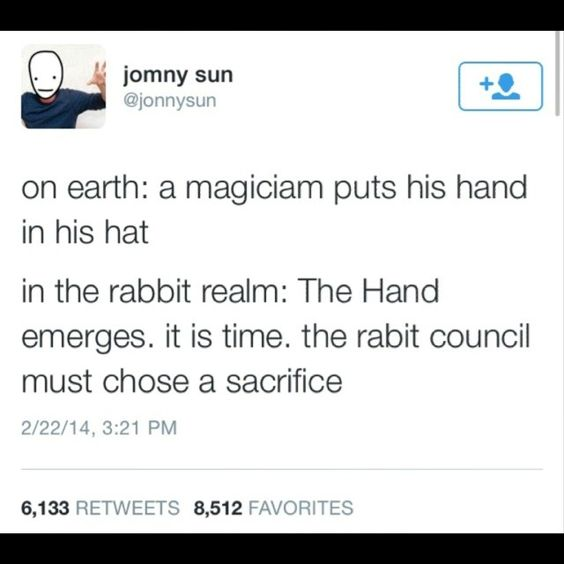 jomny sun
@jonnysun
on earth: a magiciam puts his hand
in his hat
in the rabbit realm: The Hand
emerges. it is time. the rabit council
must chose a sacrifice
2/22/14, 3:21 PM
6,133 RETWEETS 8,512 FAVORITES